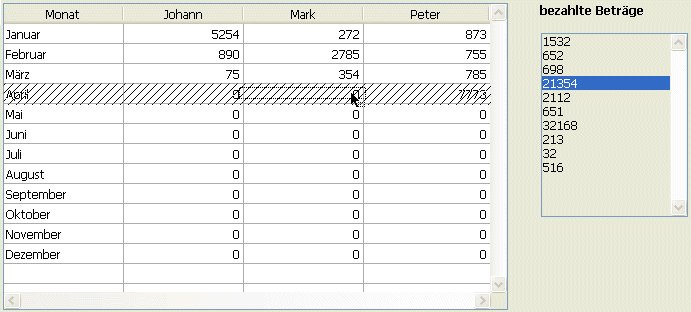 Monat Johann Mark Peter
Januar 5254 272 873
Februar 890 2785 755
März 75 354 785
April 0 0 7773
Mai 0 0 0
Juni 0 0 0
Juli 0 0 0
August 0 0 0
September 0 0 0
Oktober 0 0 0
November 0 0 0
Dezember 0 0 0
bezahlte Beträge
1532
652
698
21354
2112
651
32168
213
32
516